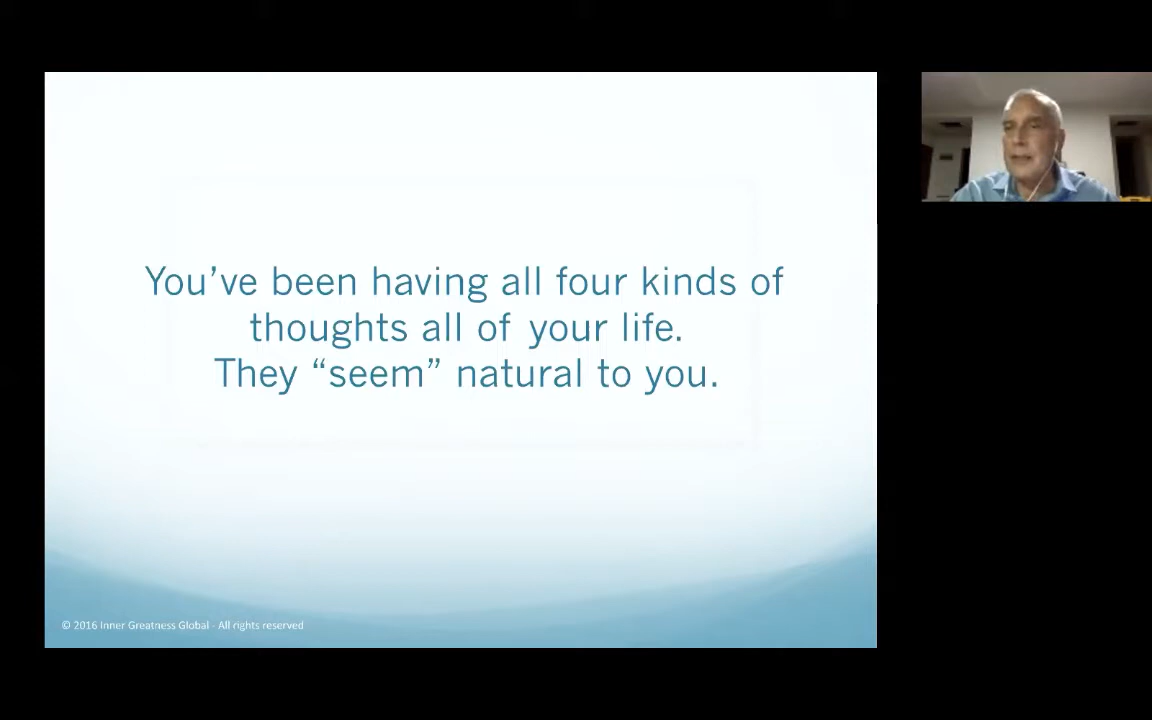 You’ve been having all four kinds of
thoughts all of your life.
They “seem” natural to you.
© 2016 Inner Greatness Global - All rights reserved